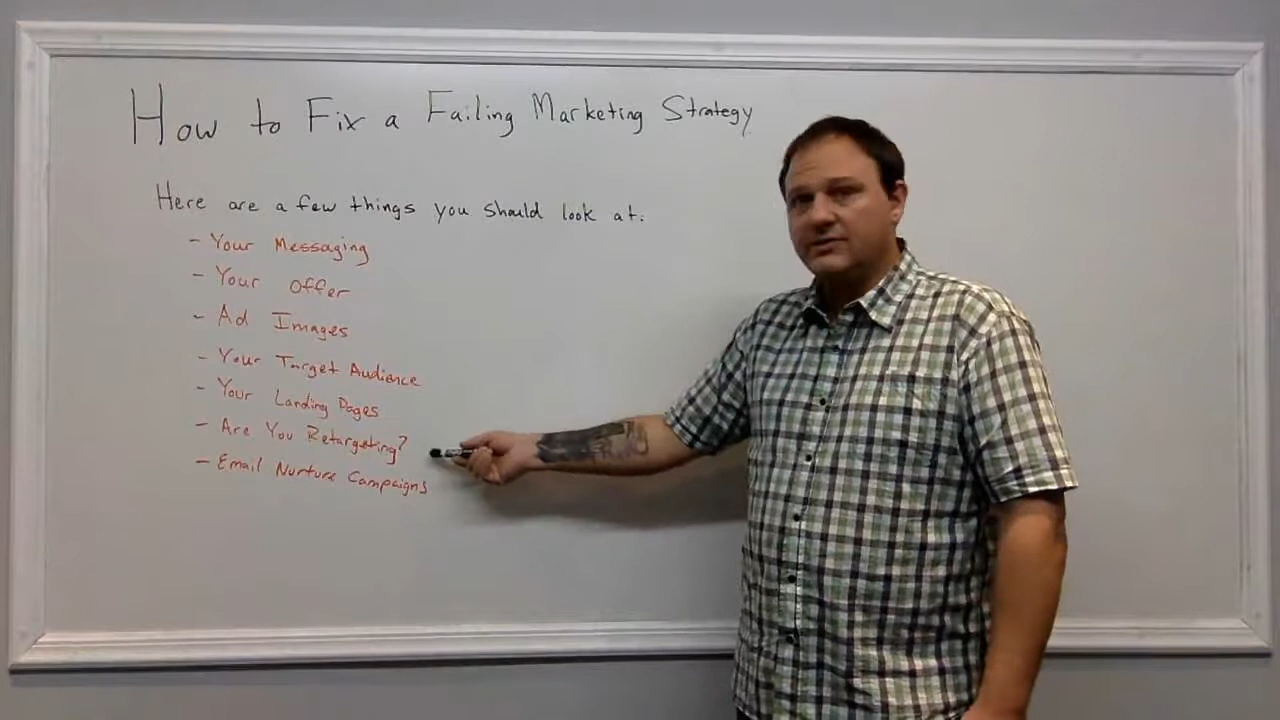 How to Fix a Failing Marketing Strategy
Here are a few things you should look at:
- Your Messaging
- Your Offer
- Ad Images
- Your Target Audience
- Your Landing Pages
- Are You Retargeting?
- Email Nurture Campaigns